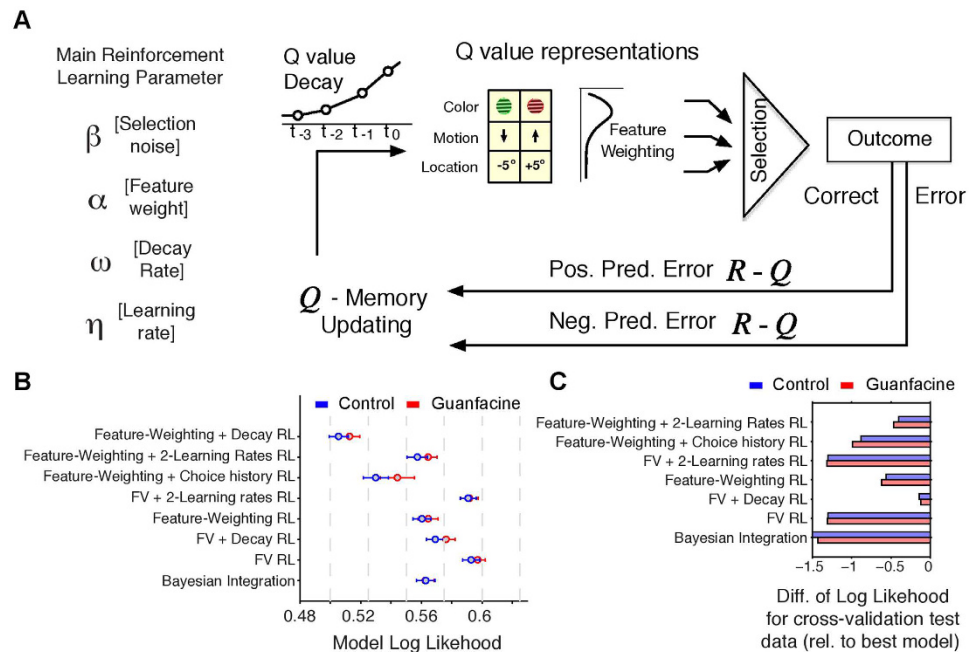 A
Main Reinforcement
Learning Parameter
β [Selection
noise]
α [Feature
weight]
ω [Decay
Rate]
η [Learning
rate]
Q value
Decay
t-3 t-2 t-1 t0
Q value representations
Color
Motion
Location -5° +5°
Feature
Weighting
Selection
Outcome
Correct Error
Pos. Pred. Error R - Q
Neg. Pred. Error R - Q
Q - Memory
Updating
B
Control Guanfacine
Feature-Weighting + Decay RL
Feature-Weighting + 2-Learning Rates RL
Feature-Weighting + Choice history RL
FV + 2-Learning rates RL
Feature-Weighting RL
FV + Decay RL
FV RL
Bayesian Integration
0.48 0.52 0.56 0.6
Model Log Likelihood
C
Control Guanfacine
Feature-Weighting + 2-Learning Rates RL
Feature-Weighting + Choice history RL
FV + 2-Learning rates RL
Feature-Weighting RL
FV + Decay RL
FV RL
Bayesian Integration
-1.5 -1 -0.5 0
Diff. of Log Likehood
for cross-validation test
data (rel. to best model)